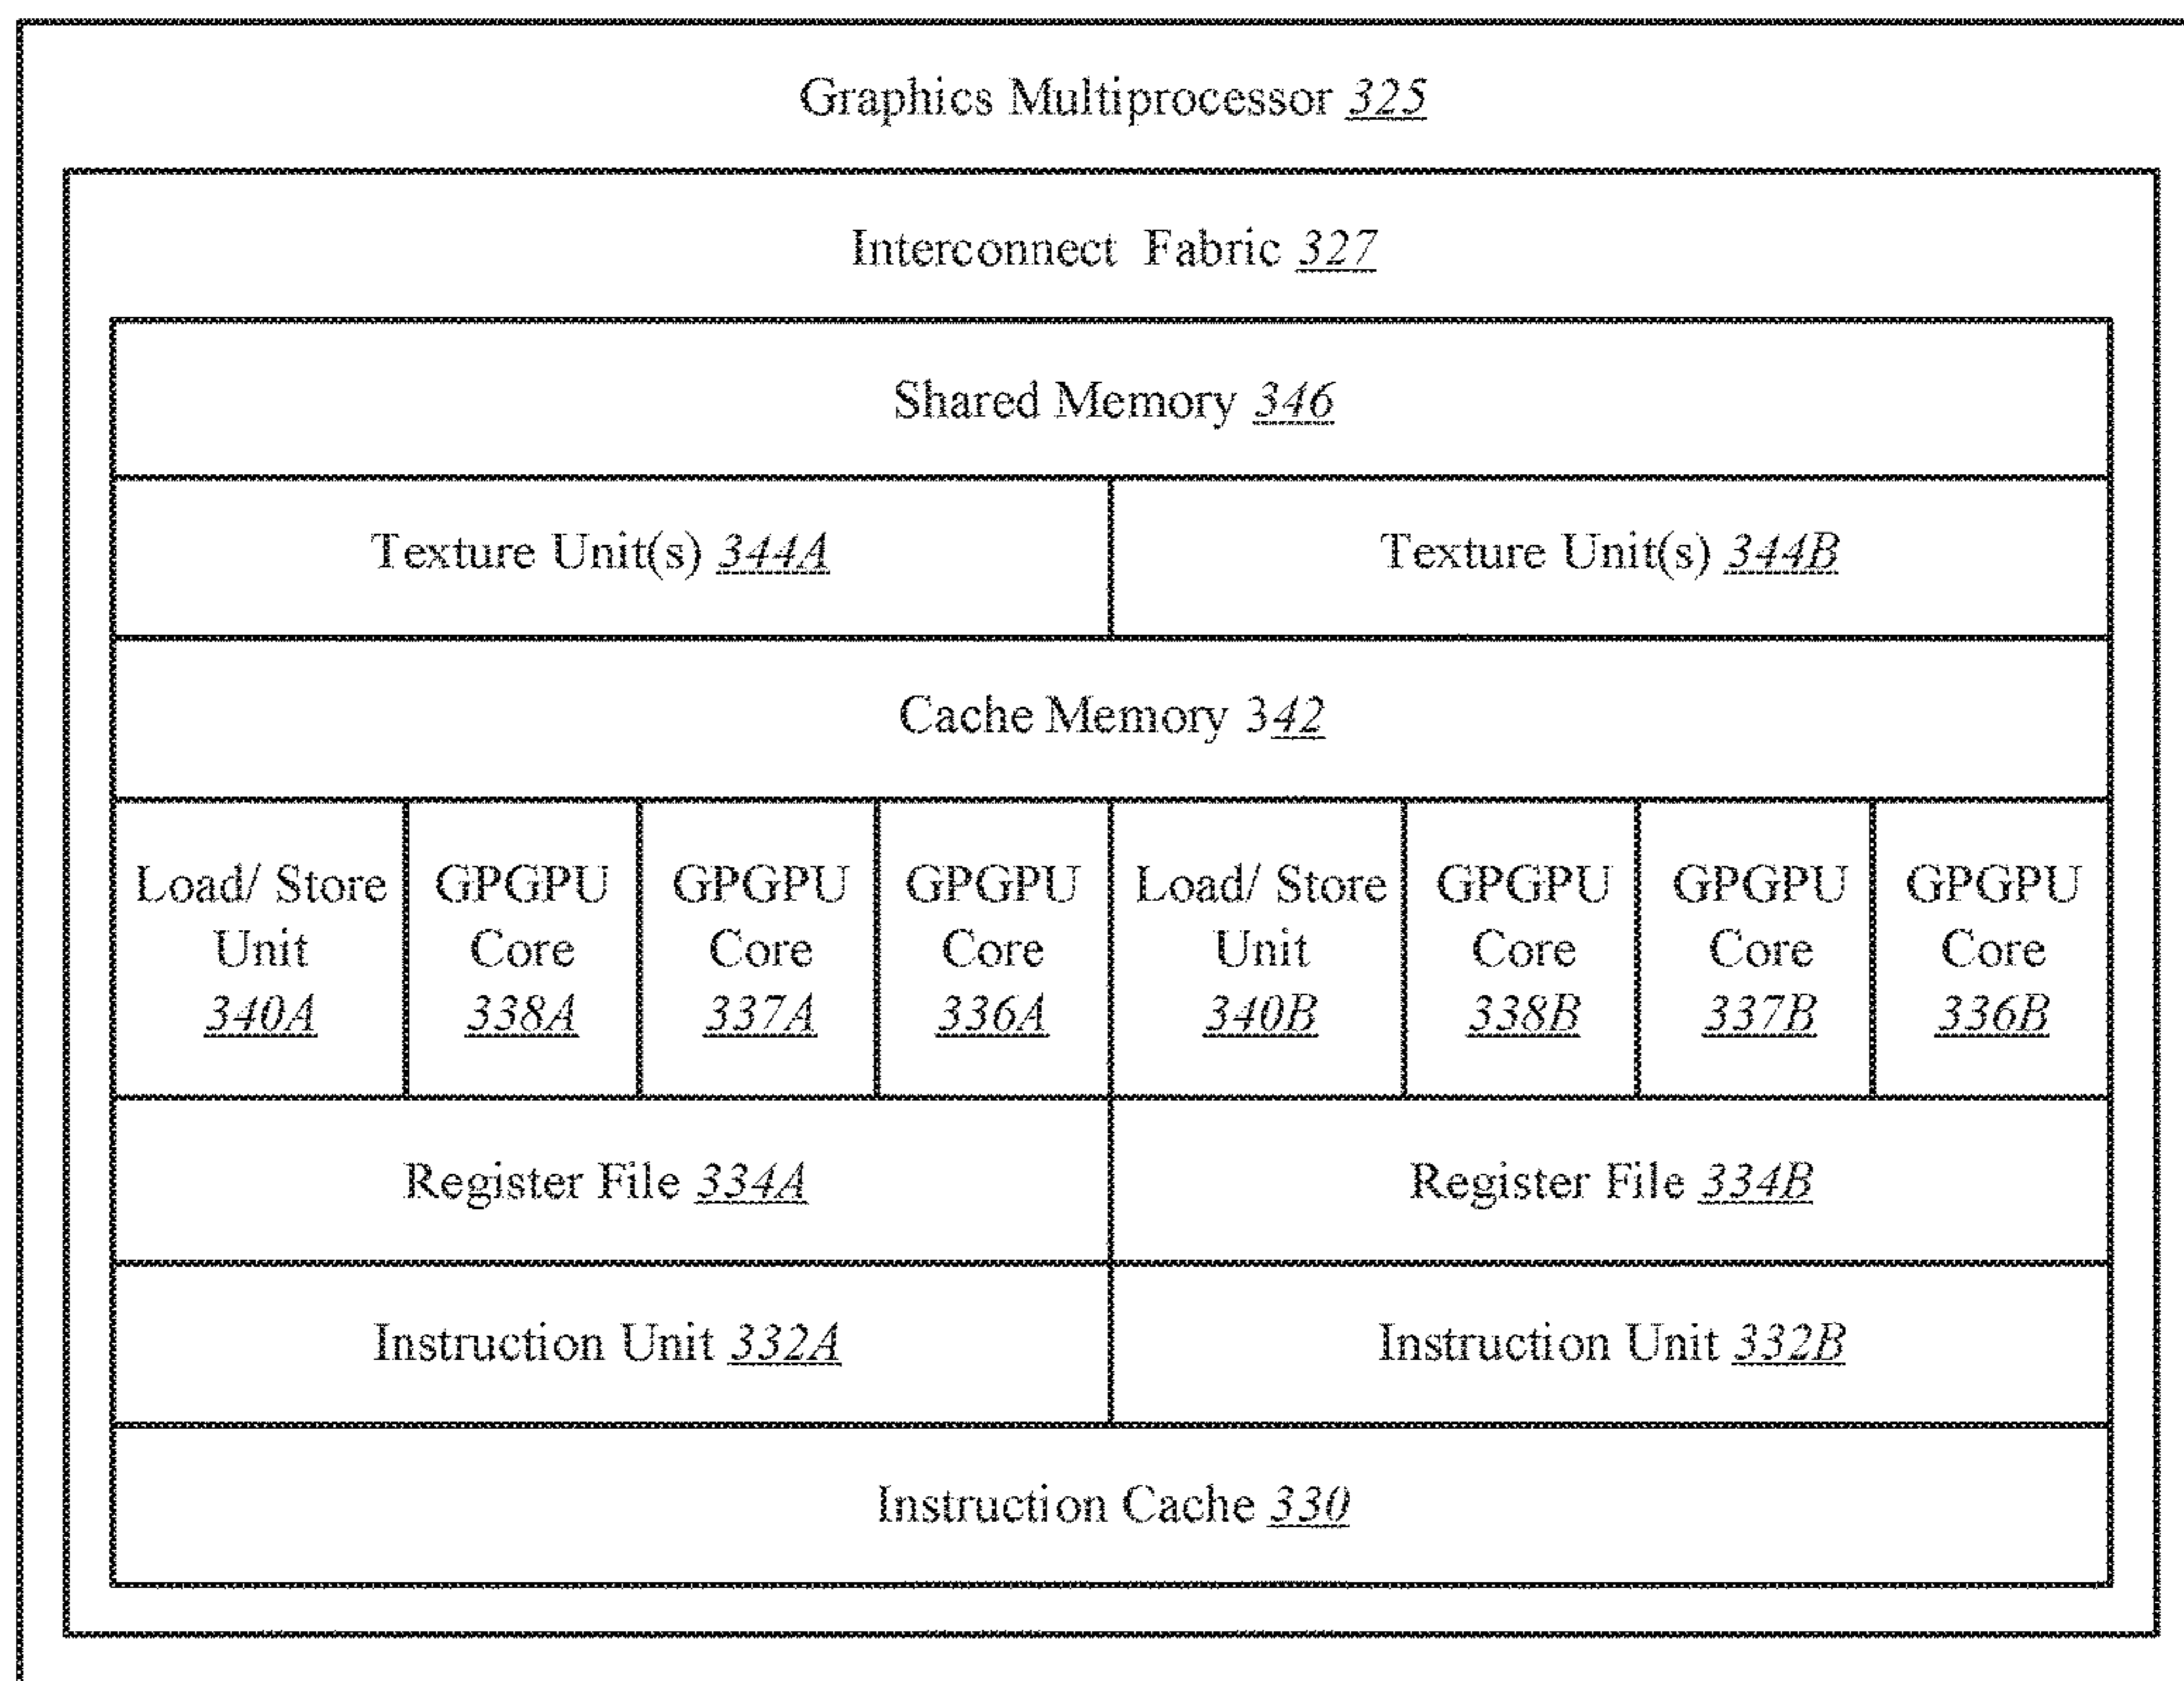 Graphics Multiprocessor 325
Interconnect Fabric 327
Shared Memory 346
Texture Unit(s) 344A
Texture Unit(s) 344B
Cache Memory 342
Load/ Store
Unit
340A
GPGPU
Core
338A
GPGPU
Core
337A
GPGPU
Core
336A
Load/ Store
Unit
340B
GPGPU
Core
338B
GPGPU
Core
337B
GPGPU
Core
336B
Register File 334A
Register File 334B
Instruction Unit 332A
Instruction Unit 332B
Instruction Cache 330